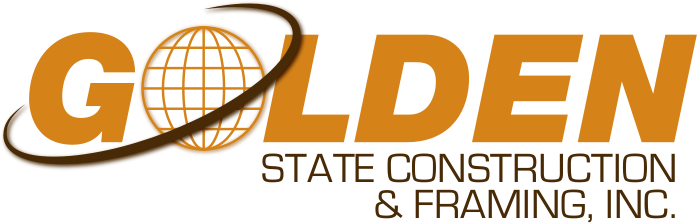 GOLDEN
STATE CONSTRUCTION
& FRAMING, INC.